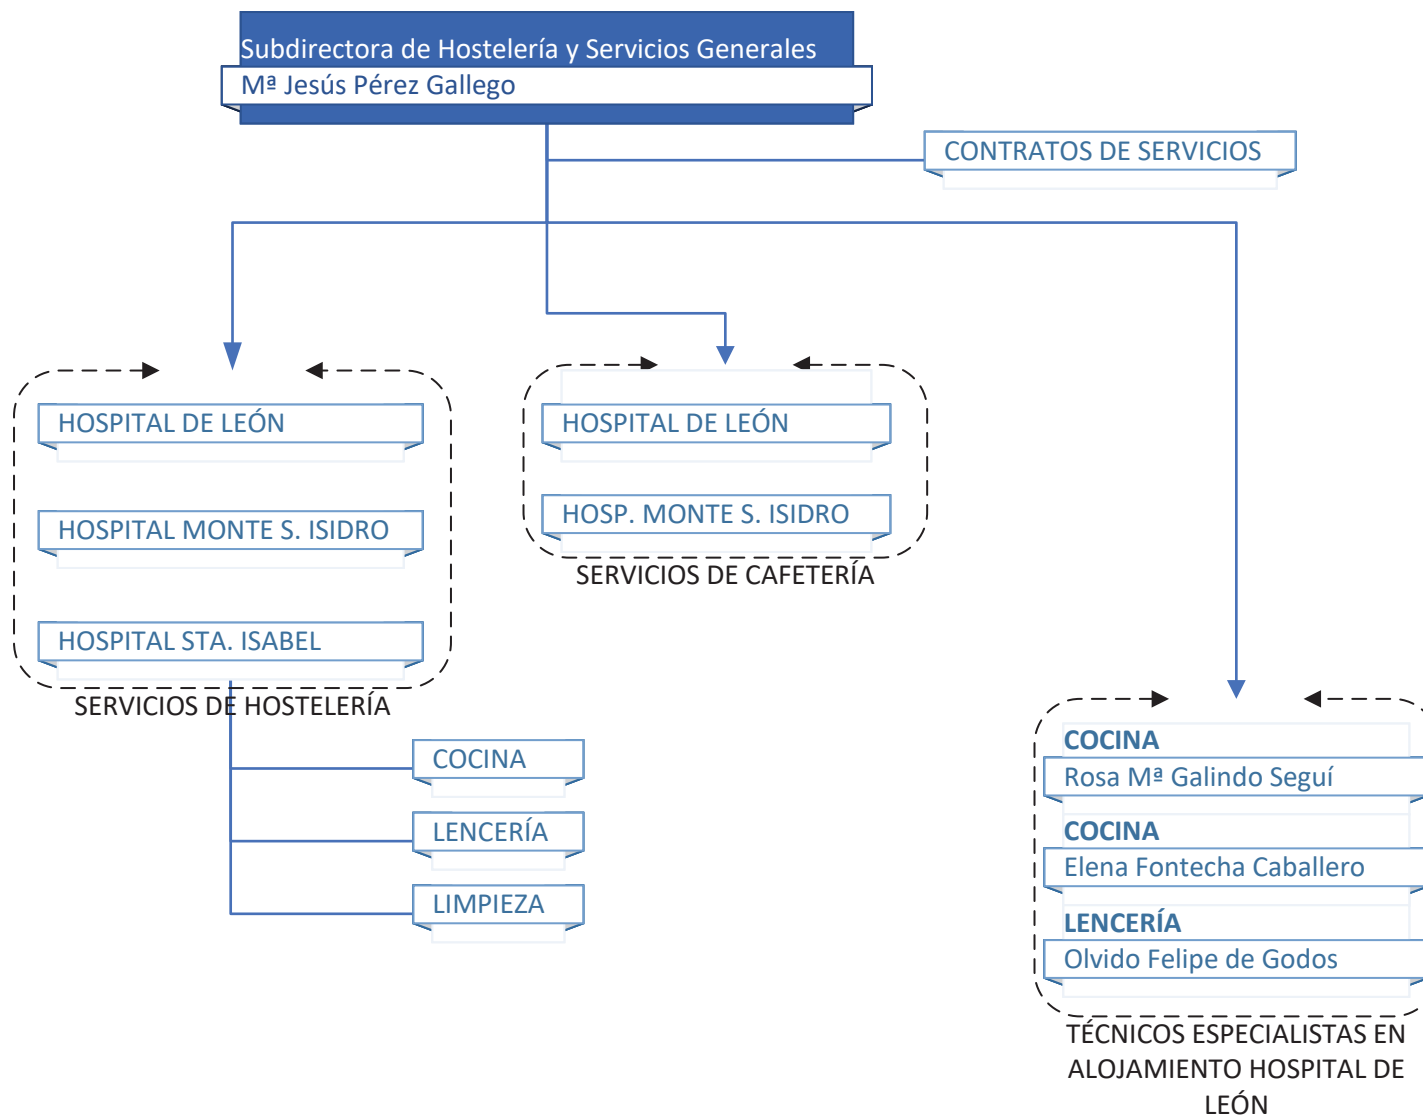 Subdirectora de Hostelería y Servicios Generales
Mª Jesús Pérez Gallego
CONTRATOS DE SERVICIOS
HOSPITAL DE LEÓN
HOSPITAL MONTE S. ISIDRO
HOSPITAL STA. ISABEL
SERVICIOS DE HOSTELERÍA
COCINA
LENCERÍA
LIMPIEZA
HOSPITAL DE LEÓN
HOSP. MONTE S. ISIDRO
SERVICIOS DE CAFETERÍA
COCINA
Rosa Mª Galindo Seguí
COCINA
Elena Fontecha Caballero
LENCERÍA
Olvido Felipe de Godos
TÉCNICOS ESPECIALISTAS EN
ALOJAMIENTO HOSPITAL DE
LEÓN